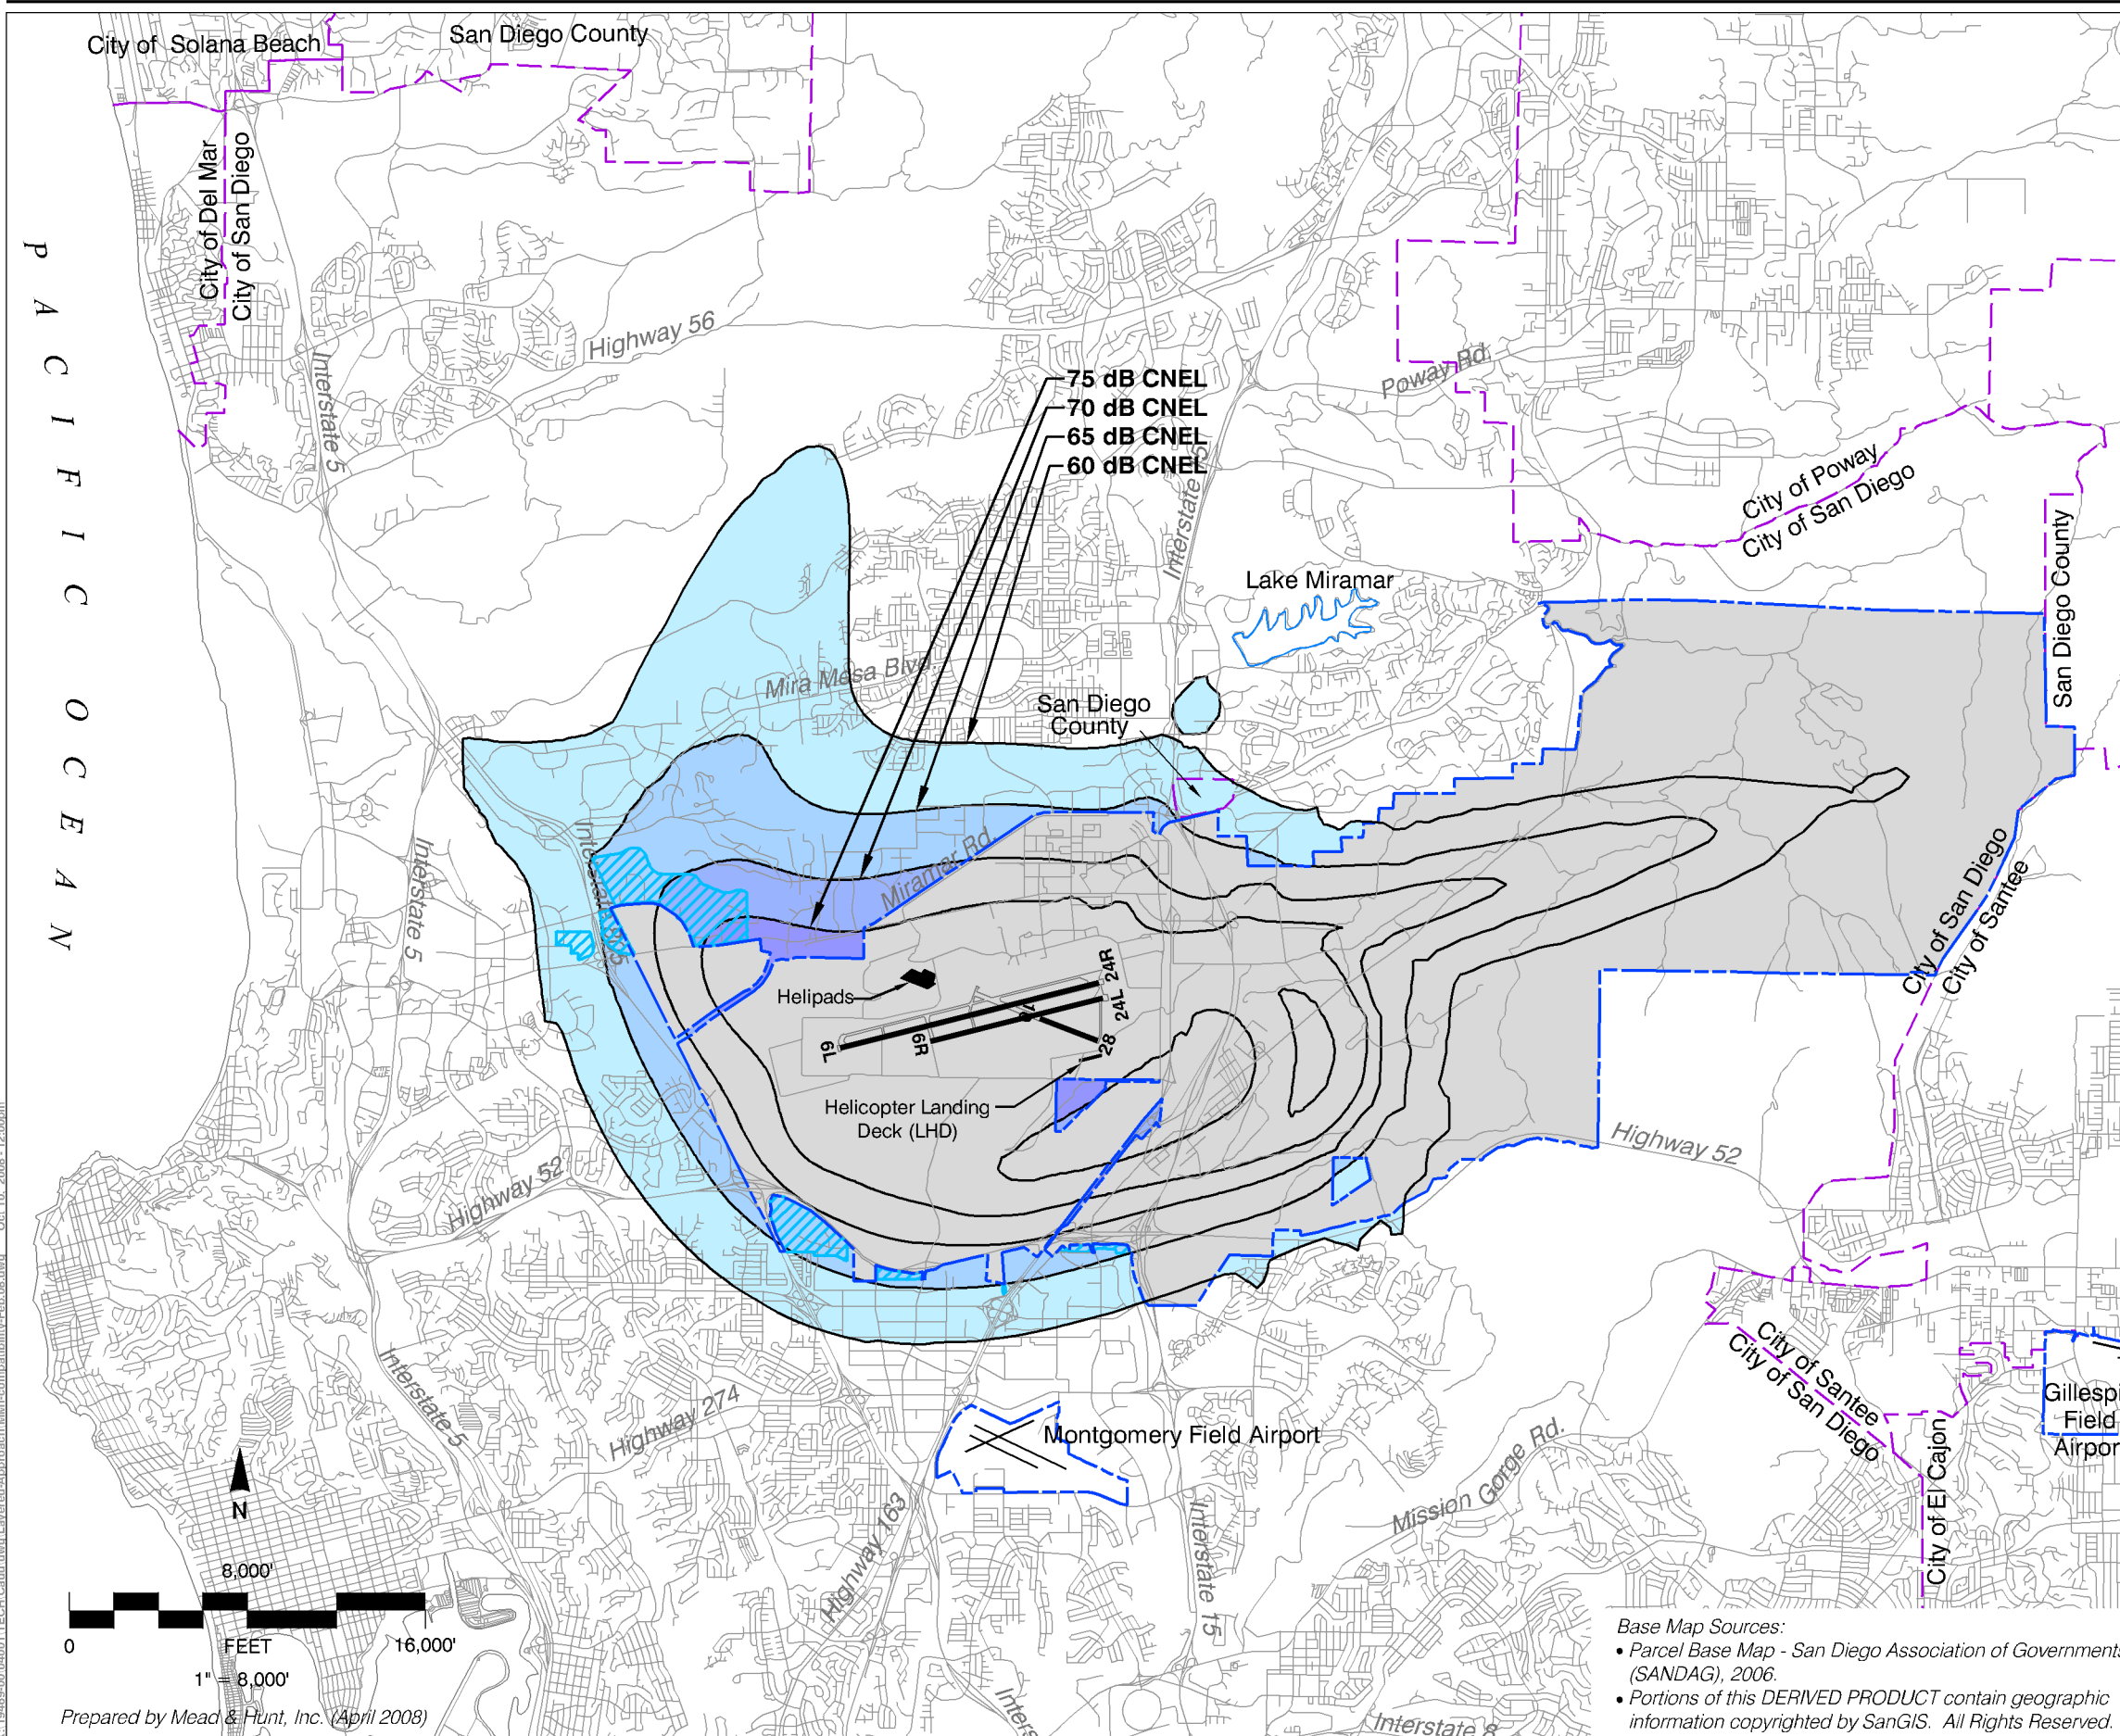 City of Solana Beach
San Diego County
City of Del Mar
City of San Diego
PACIFIC OCEAN
Interstate 5
Highway 56
75 dB CNEL
70 dB CNEL
65 dB CNEL
60 dB CNEL
Interstate 15
Poway Rd.
City of Poway
City of San Diego
San Diego County
Lake Miramar
Mira Mesa Blvd.
San Diego
County
Interstate 805
Miramar Rd.
Interstate 5
City of San Diego
City of Santee
Helipads
24R
24L
6L
6R
28
Helicopter Landing
Deck (LHD)
Highway 52
Highway 52
City of Santee
City of San Diego
Interstate 5
Highway 274
Montgomery Field Airport
Gillespi
Field
Airpor
City of El Cajon
Mission Gorge Rd.
Highway 163
Interstate 15
N
8,000'
0
FEET
16,000'
1" = 8,000'
Prepared by Mead & Hunt, Inc. (April 2008)
Inters
Interstate 8
Base Map Sources:
• Parcel Base Map - San Diego Association of Governments
(SANDAG), 2006.
• Portions of this DERIVED PRODUCT contain geographic
information copyrighted by SanGIS. All Rights Reserved.